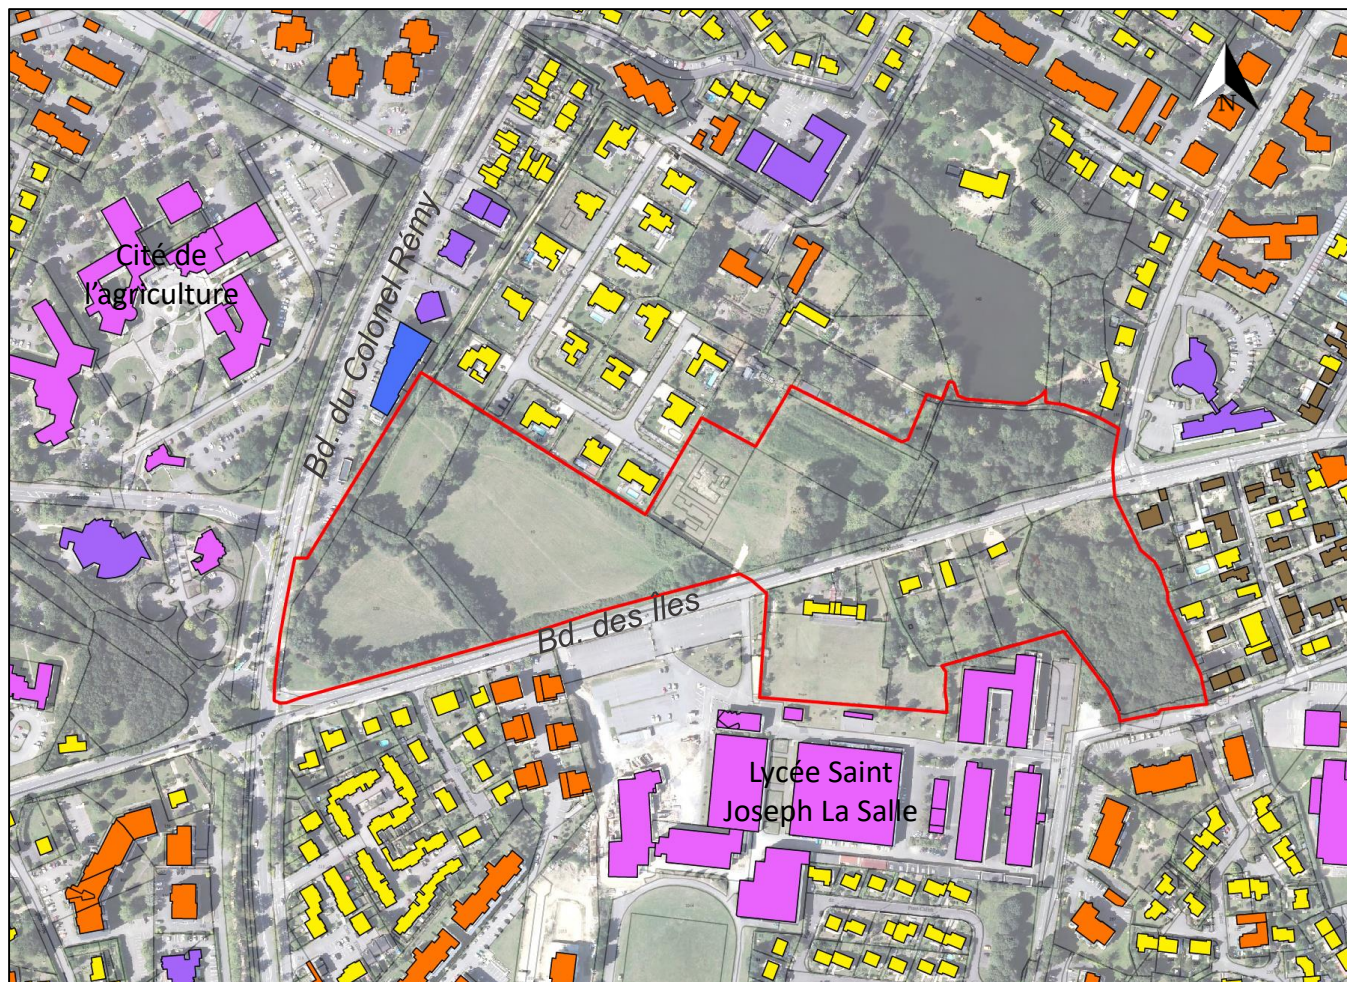 N
Cité de
l'agriculture
Bd. du Colonel Rémy
Bd. des Îles
Lycée Saint
Joseph La Salle